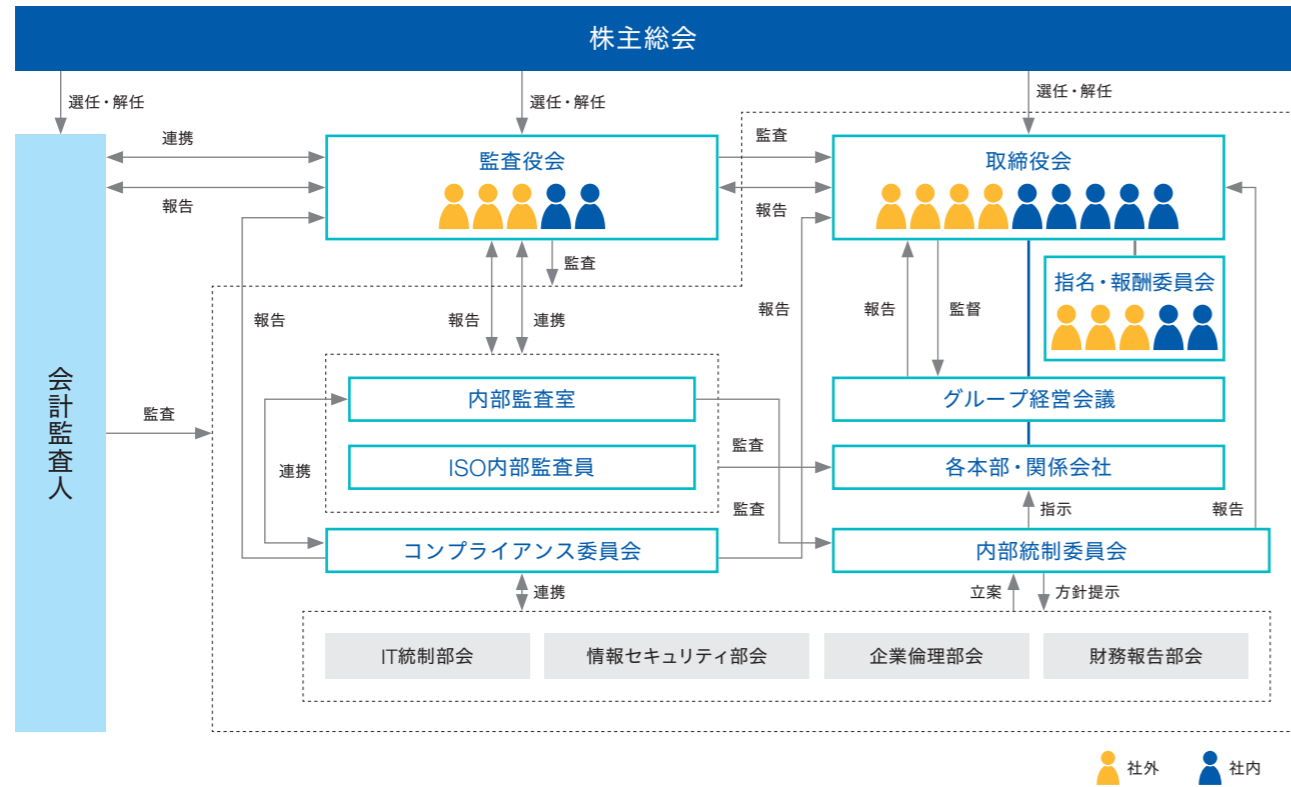 株主総会
選任・解任
選任・解任
選任・解任
連携
報告
監査役会
監査
報告
取締役会
監査
報告
報告
連携
報告
報告
監督
指名・報酬委員会
会計監査人
監査
内部監査室
ISO内部監査員
連携
監査
監査
グループ経営会議
各本部・関係会社
指示
報告
コンプライアンス委員会
内部統制委員会
連携
立案
方針提示
IT統制部会
情報セキュリティ部会
企業倫理部会
財務報告部会
社外
社内